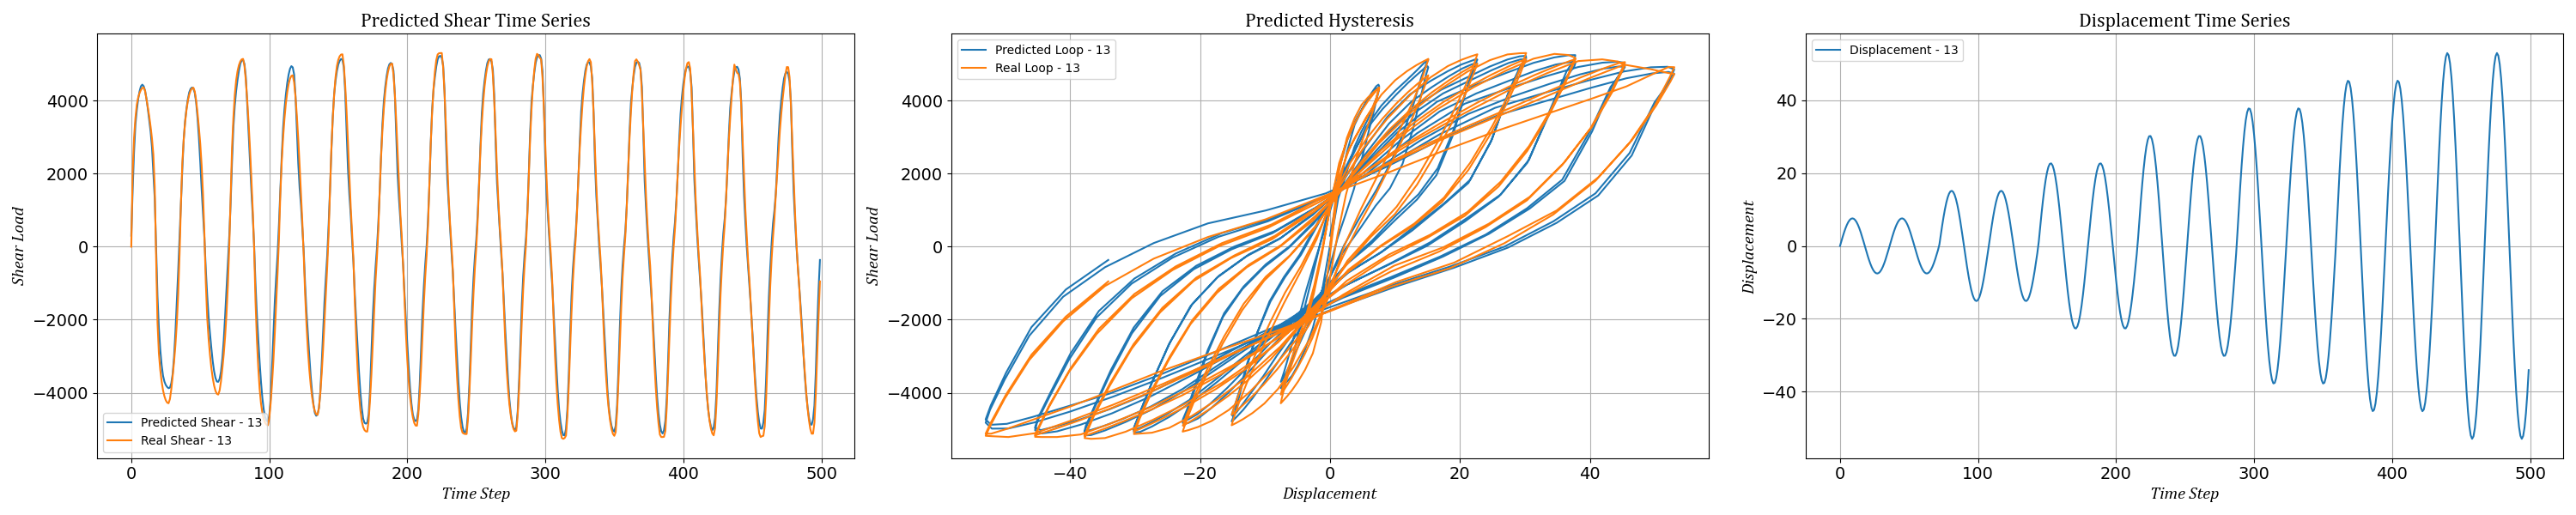 Predicted Shear Time Series
Shear Load
4000
2000
0
−2000
−4000
Predicted Shear - 13
Real Shear - 13
0
100
200
300
400
500
Time Step
Predicted Hysteresis
Predicted Loop - 13
Real Loop - 13
Shear Load
4000
2000
0
−2000
−4000
−40
−20
0
20
40
Displacement
Displacement Time Series
Displacement - 13
Displacement
40
20
0
−20
−40
0
100
200
300
400
500
Time Step